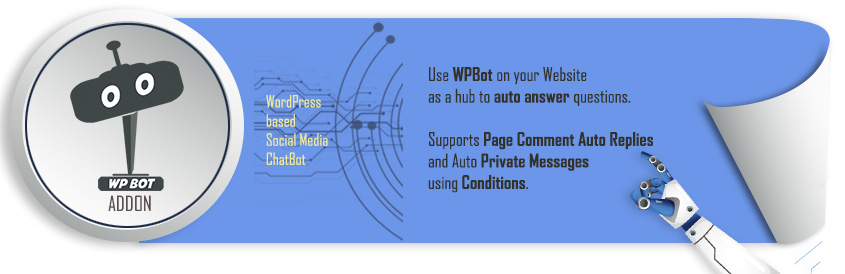 WP BOT
ADDON
WordPress
based
Social Media
ChatBot
Use WPBot on your Website
as a hub to auto answer questions.
Supports Page Comment Auto Replies
and Auto Private Messages
using Conditions.